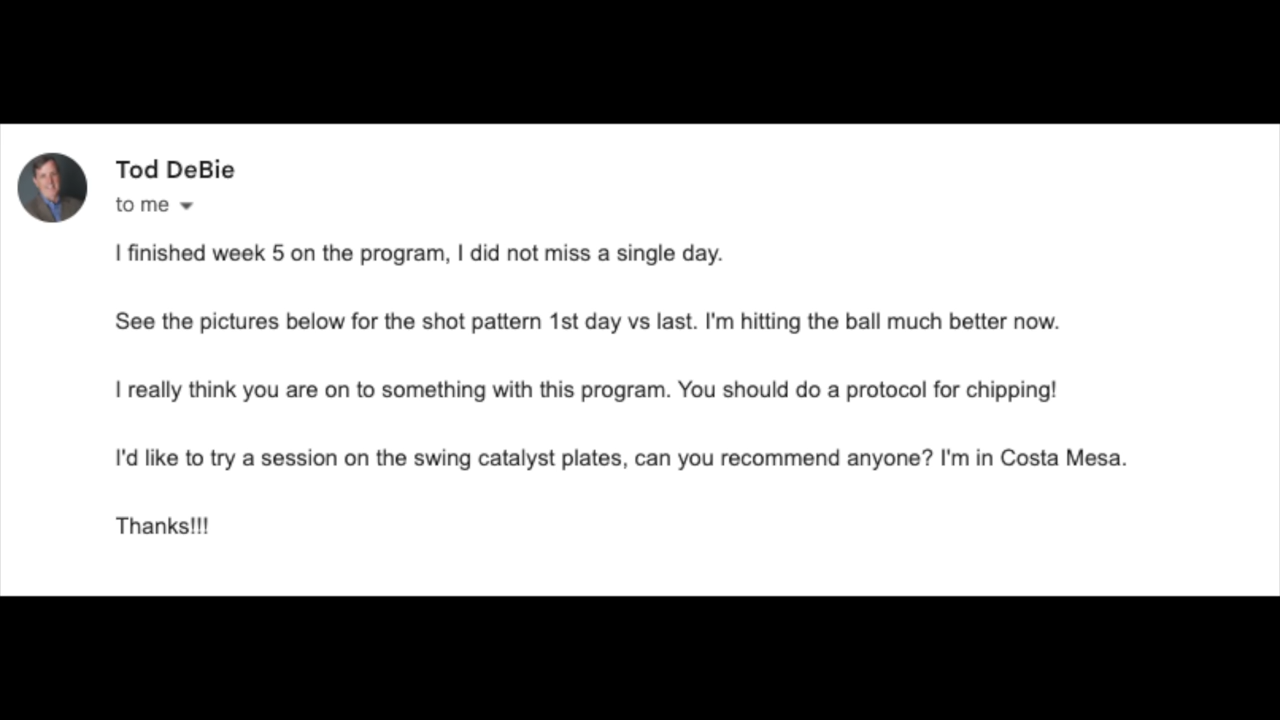 Tod DeBie
to me
I finished week 5 on the program, I did not miss a single day.
See the pictures below for the shot pattern 1st day vs last. I'm hitting the ball much better now.
I really think you are on to something with this program. You should do a protocol for chipping!
I'd like to try a session on the swing catalyst plates, can you recommend anyone? I'm in Costa Mesa.
Thanks!!!